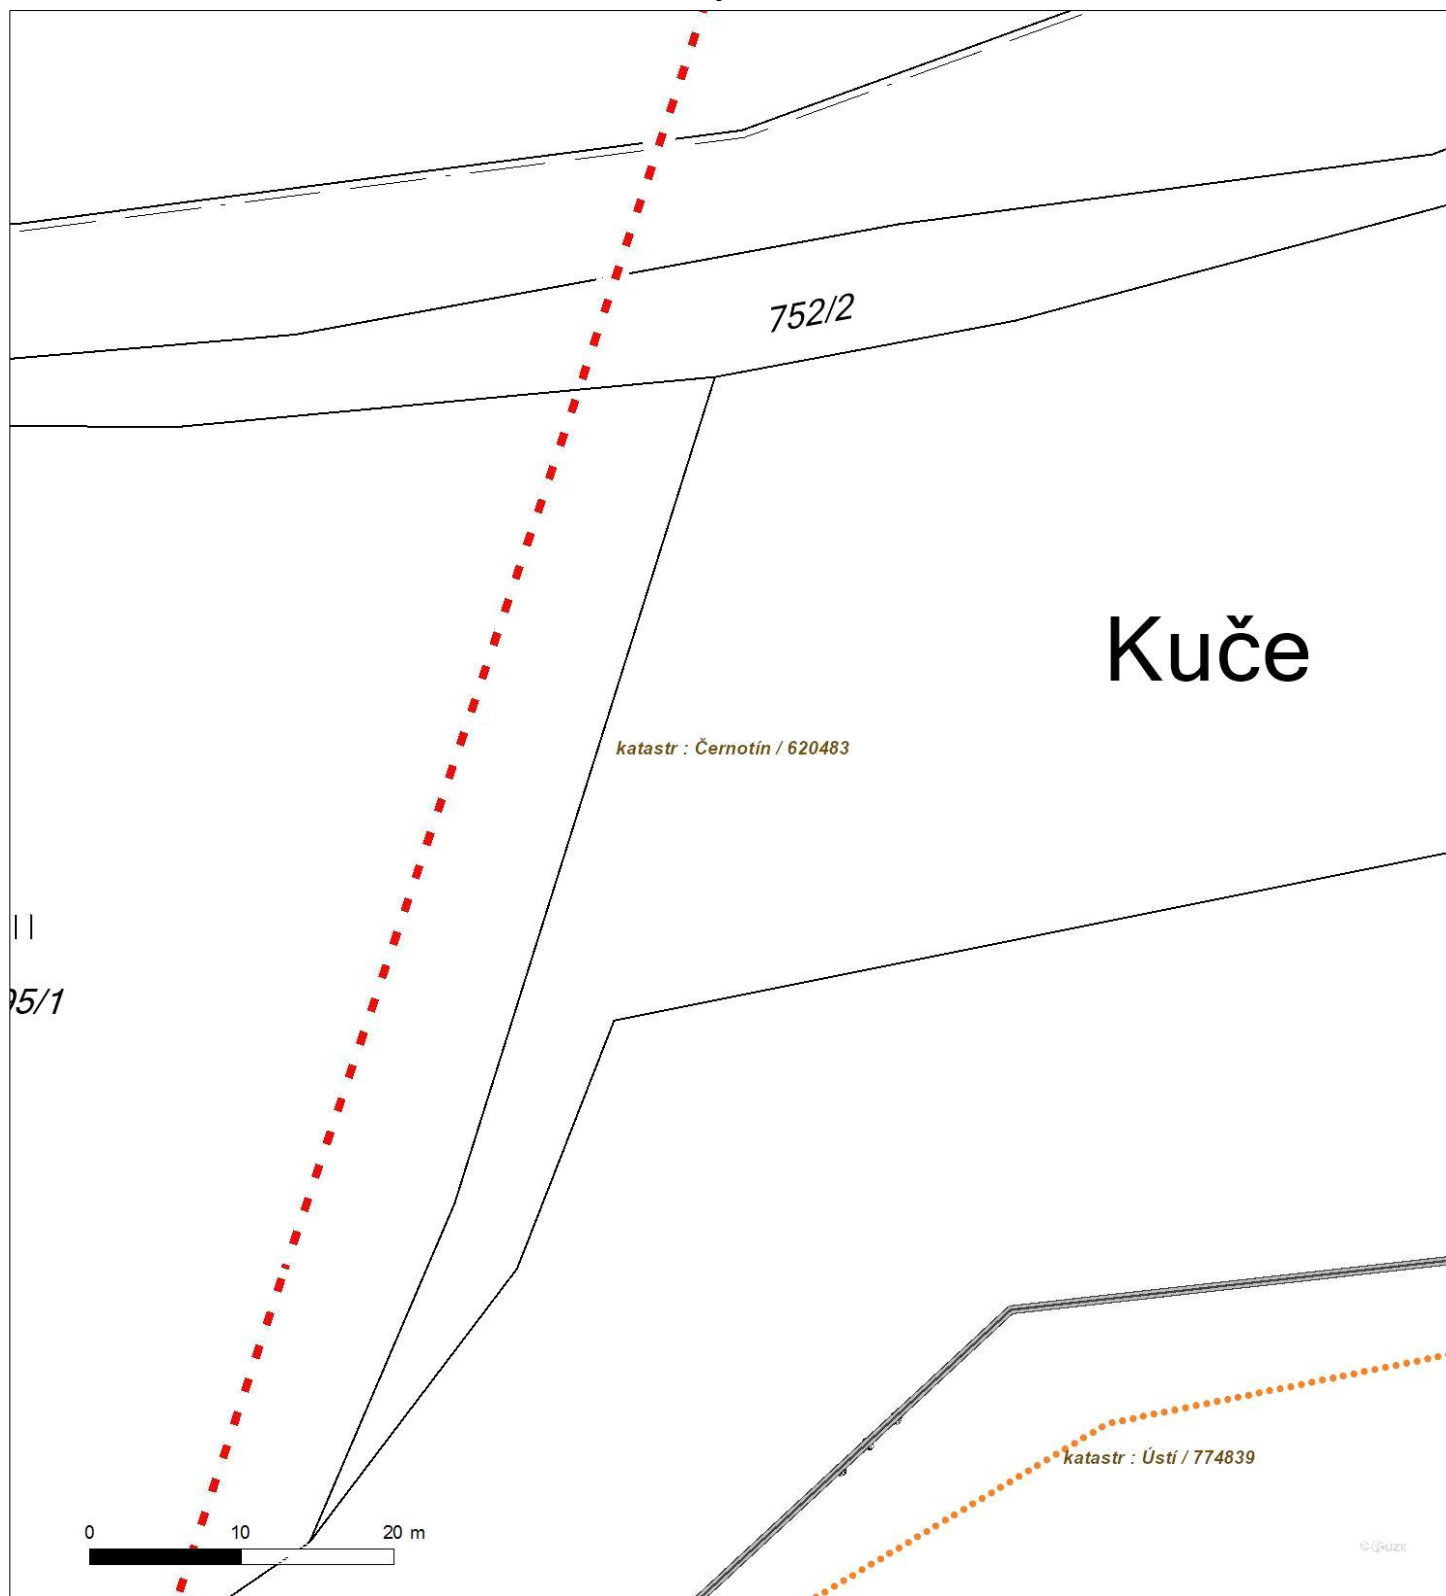 752/2
Kuče
katastr : Černotín / 620483
95/1
katastr : Ústí / 774839
0 10 20 m